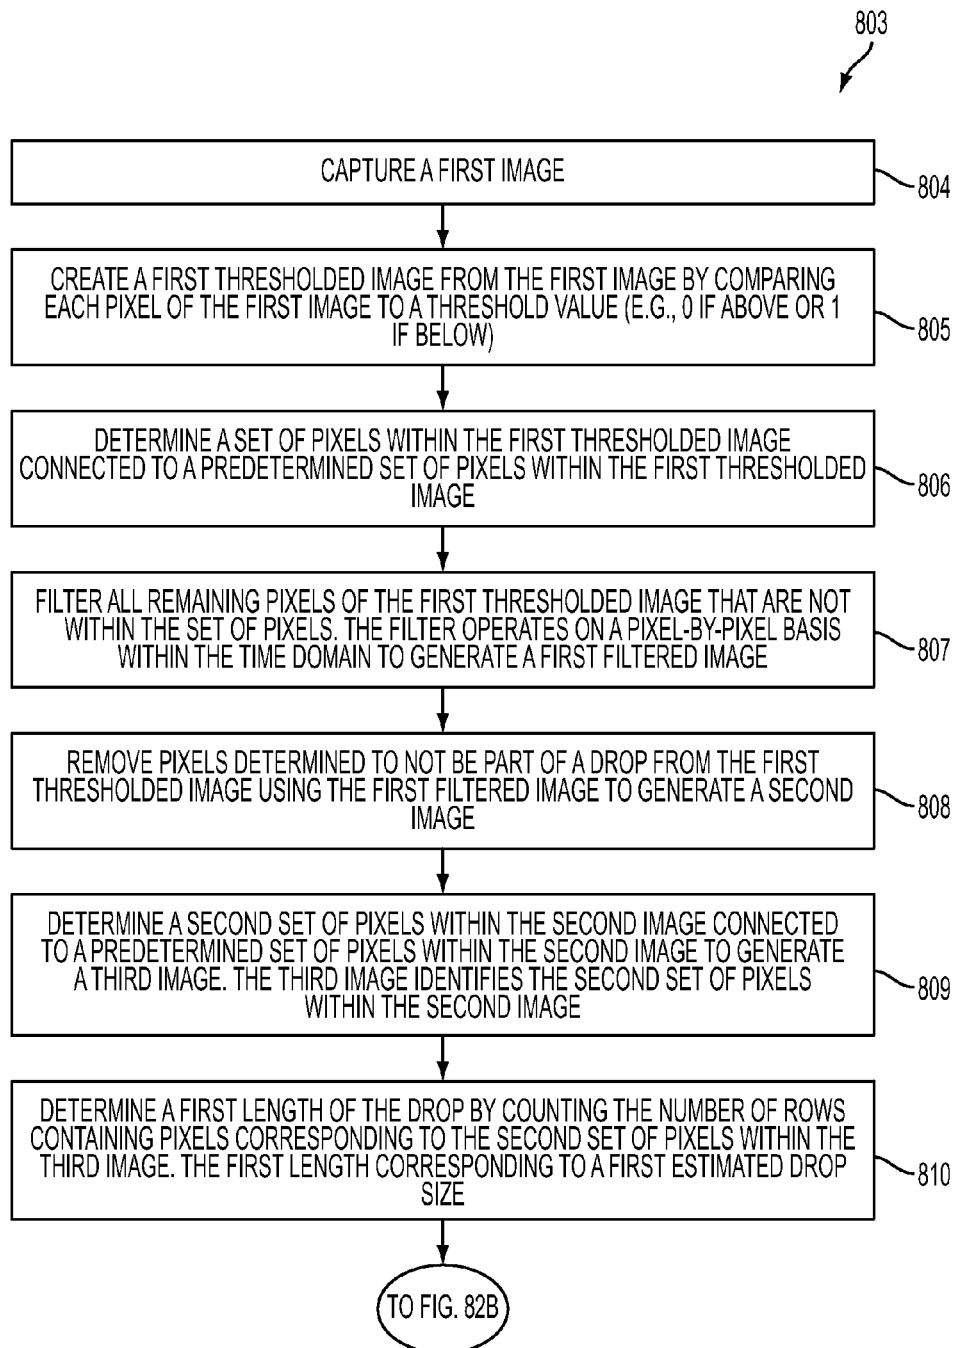 803
CAPTURE A FIRST IMAGE
804
CREATE A FIRST THRESHOLDED IMAGE FROM THE FIRST IMAGE BY COMPARING
EACH PIXEL OF THE FIRST IMAGE TO A THRESHOLD VALUE (E.G., 0 IF ABOVE OR 1
IF BELOW)
805
DETERMINE A SET OF PIXELS WITHIN THE FIRST THRESHOLDED IMAGE
CONNECTED TO A PREDETERMINED SET OF PIXELS WITHIN THE FIRST THRESHOLDED
IMAGE
806
FILTER ALL REMAINING PIXELS OF THE FIRST THRESHOLDED IMAGE THAT ARE NOT
WITHIN THE SET OF PIXELS. THE FILTER OPERATES ON A PIXEL-BY-PIXEL BASIS
WITHIN THE TIME DOMAIN TO GENERATE A FIRST FILTERED IMAGE
807
REMOVE PIXELS DETERMINED TO NOT BE PART OF A DROP FROM THE FIRST
THRESHOLDED IMAGE USING THE FIRST FILTERED IMAGE TO GENERATE A SECOND
IMAGE
808
DETERMINE A SECOND SET OF PIXELS WITHIN THE SECOND IMAGE CONNECTED
TO A PREDETERMINED SET OF PIXELS WITHIN THE SECOND IMAGE TO GENERATE
A THIRD IMAGE. THE THIRD IMAGE IDENTIFIES THE SECOND SET OF PIXELS
WITHIN THE SECOND IMAGE
809
DETERMINE A FIRST LENGTH OF THE DROP BY COUNTING THE NUMBER OF ROWS
CONTAINING PIXELS CORRESPONDING TO THE SECOND SET OF PIXELS WITHIN THE
THIRD IMAGE. THE FIRST LENGTH CORRESPONDING TO A FIRST ESTIMATED DROP
SIZE
810
TO FIG. 82B